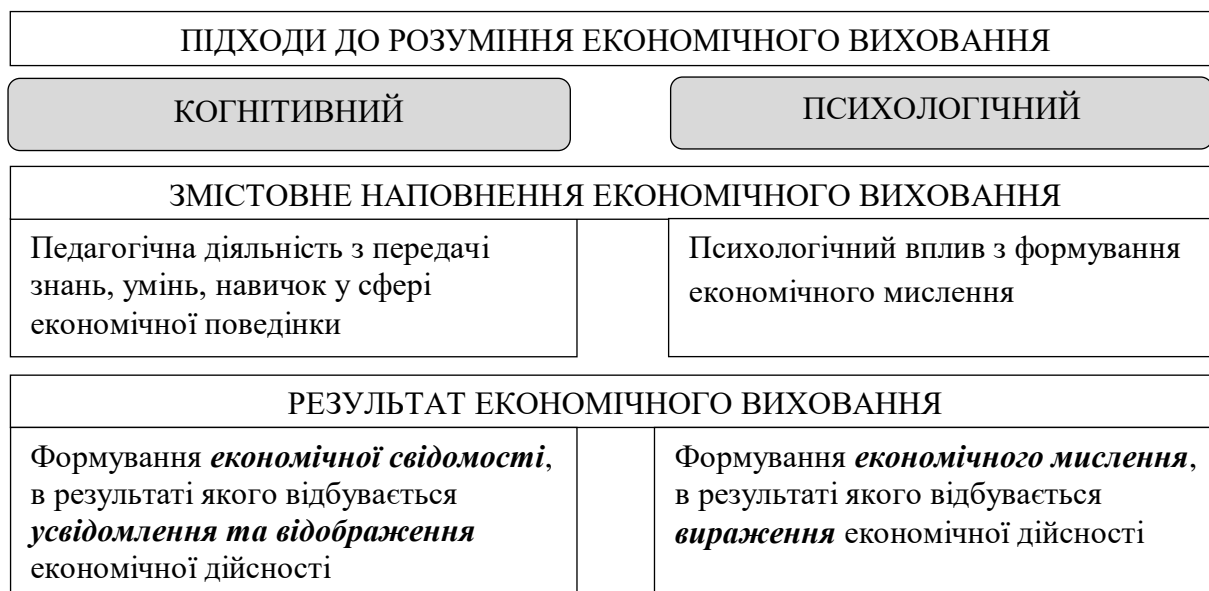 ПІДХОДИ ДО РОЗУМІННЯ ЕКОНОМІЧНОГО ВИХОВАННЯ
КОГНІТИВНИЙ
ПСИХОЛОГІЧНИЙ
ЗМІСТОВНЕ НАПОВНЕННЯ ЕКОНОМІЧНОГО ВИХОВАННЯ
Педагогічна діяльність з передачі
знань, умінь, навичок у сфері
економічної поведінки
Психологічний вплив з формування
економічного мислення
РЕЗУЛЬТАТ ЕКОНОМІЧНОГО ВИХОВАННЯ
Формування економічної свідомості,
в результаті якого відбувається
усвідомлення та відображення
економічної дійсності
Формування економічного мислення,
в результаті якого відбувається
вираження економічної дійсності